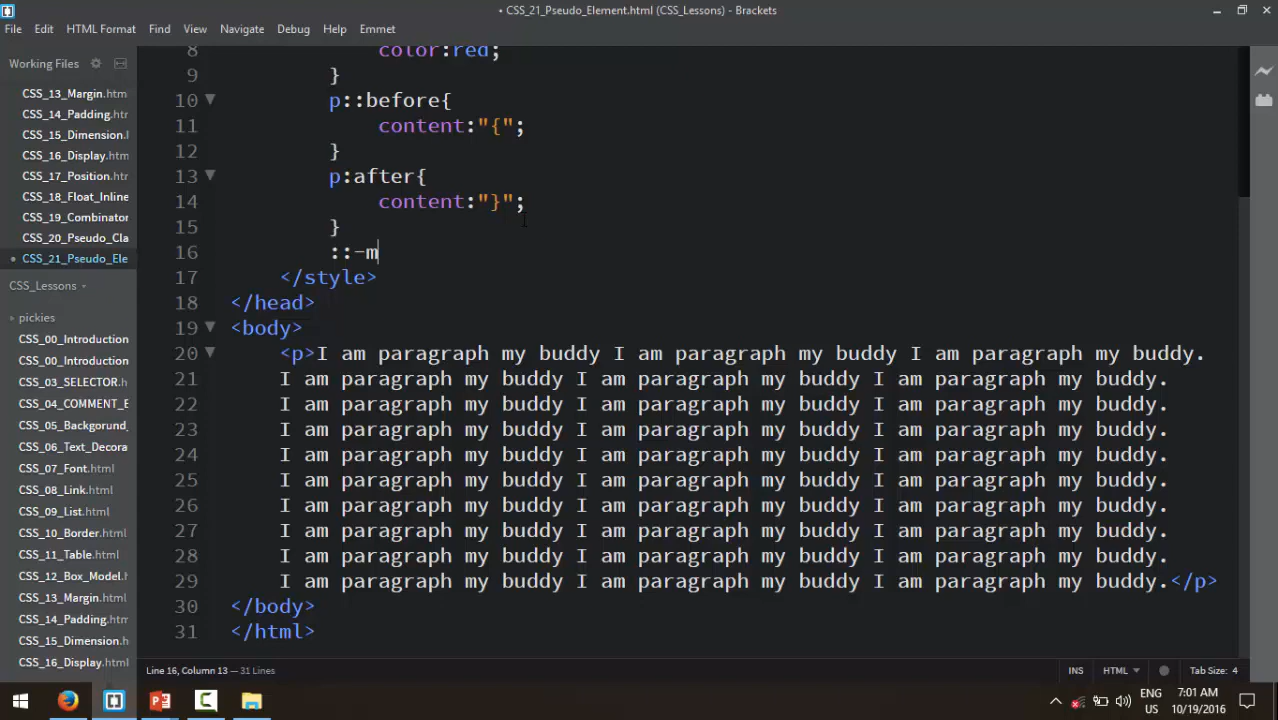 • CSS_21_Pseudo_Element.html (CSS_Lessons) - Brackets
File Edit HTML Format Find View Navigate Debug Help Emmet
Working Files
CSS_13_Margin.htm
CSS_14_Padding.htr
CSS_15_Dimension.l
CSS_16_Display.htm
CSS_17_Position.htm
CSS_18_Float_Inline
CSS_19_Combinator
CSS_20_Pseudo_Cla
• CSS_21_Pseudo_Ele
CSS_Lessons
pickies
CSS_00_Introduction
CSS_00_Introduction
CSS_03_SELECTOR.h
CSS_04_COMMENT_E
CSS_05_Backgorund_
CSS_06_Text_Decora
CSS_07_Font.html
CSS_08_Link.html
CSS_09_List.html
CSS_10_Border.html
CSS_11_Table.html
CSS_12_Box_Model.
CSS_13_Margin.html
CSS_14_Padding.html
CSS_15_Dimension.h
CSS_16_Display.html
8 color:red;
9 }
10 p::before{
11 content:"{";
12 }
13 p:after{
14 content:"}";
15 }
16 ::-m
17 </style>
18 </head>
19 <body>
20 <p>I am paragraph my buddy I am paragraph my buddy I am paragraph my buddy.
21 I am paragraph my buddy I am paragraph my buddy I am paragraph my buddy.
22 I am paragraph my buddy I am paragraph my buddy I am paragraph my buddy.
23 I am paragraph my buddy I am paragraph my buddy I am paragraph my buddy.
24 I am paragraph my buddy I am paragraph my buddy I am paragraph my buddy.
25 I am paragraph my buddy I am paragraph my buddy I am paragraph my buddy.
26 I am paragraph my buddy I am paragraph my buddy I am paragraph my buddy.
27 I am paragraph my buddy I am paragraph my buddy I am paragraph my buddy.
28 I am paragraph my buddy I am paragraph my buddy I am paragraph my buddy.
29 I am paragraph my buddy I am paragraph my buddy I am paragraph my buddy.</p>
30 </body>
31 </html>
Line 16, Column 13 — 31 Lines
INS HTML Tab Size: 4
ENG 7:01 AM
US 10/19/2016